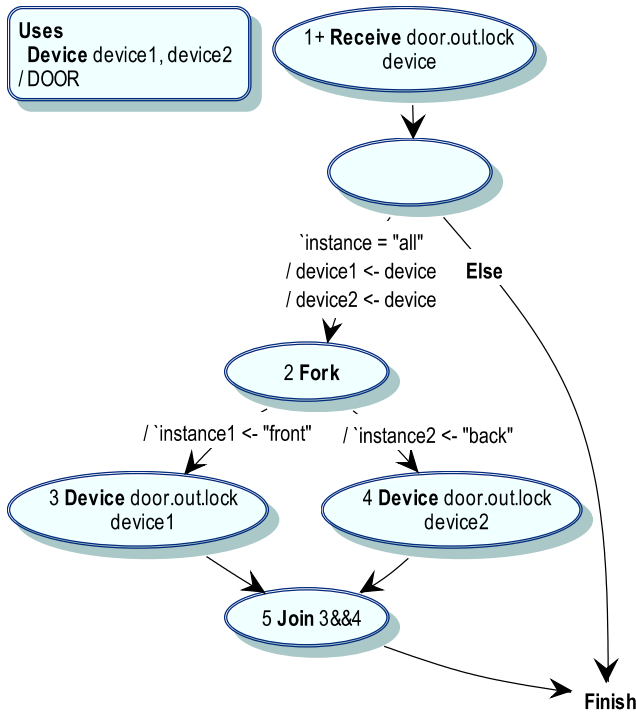 Uses
Device device1, device2
/ DOOR
1+ Receive door.out.lock
device
`instance = "all"
/ device1 <- device
/ device2 <- device
Else
2 Fork
/ `instance1 <- "front"
/ `instance2 <- "back"
3 Device door.out.lock
device1
4 Device door.out.lock
device2
5 Join 3&&4
Finish